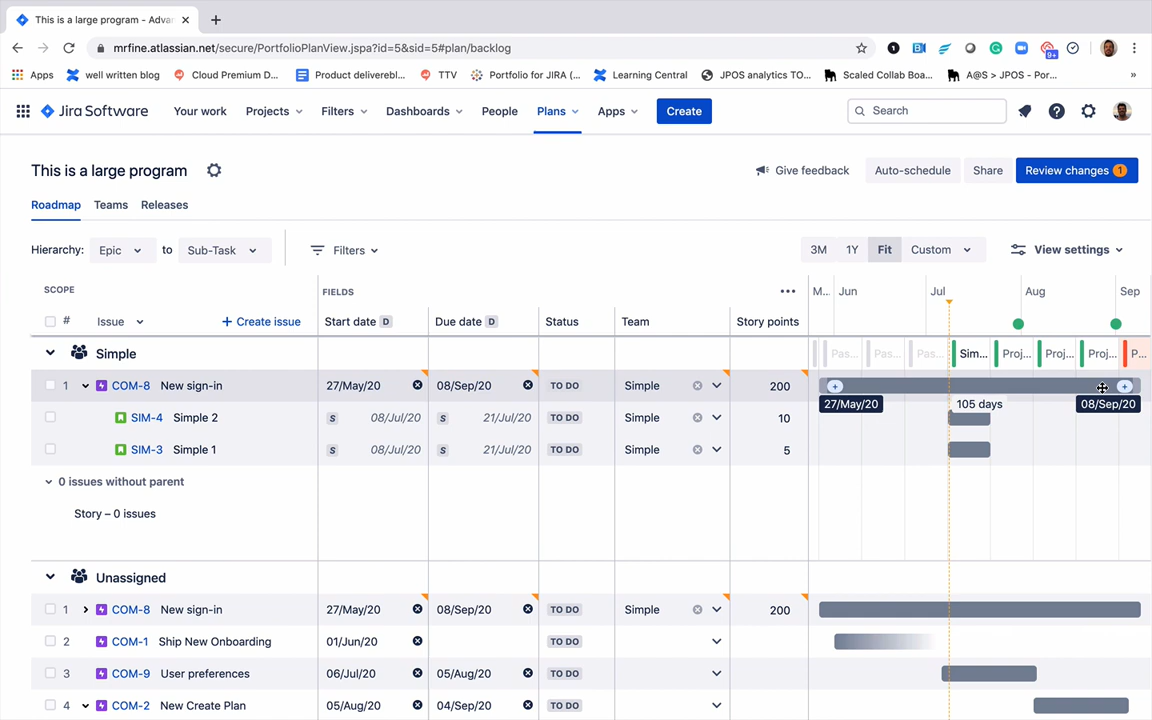 This is a large program - Adva
mrfine.atlassian.net/secure/PortfolioPlanView.jspa?id=5&sid=5#plan/backlog
9+
Apps well written blog Cloud Premium D... Product deliverebl... TTV Portfolio for JIRA (... Learning Central JPOS analytics TO... Scaled Collab Boa... A@S > JPOS - Por... »
Jira Software Your work Projects Filters Dashboards People Plans Apps Create Search
This is a large program Give feedback Auto-schedule Share Review changes 1
Roadmap Teams Releases
Hierarchy: Epic to Sub-Task Filters 3M 1Y Fit Custom View settings
SCOPE FIELDS ••• M... Jun Jul Aug Sep
# Issue + Create issue Start date D Due date D Status Team Story points
Simple Pas... Pas... Pas... Sim... Proj... Proj... Proj... P...
1 COM-8 New sign-in 27/May/20 08/Sep/20 TO DO Simple 200
27/May/20 105 days 08/Sep/20
SIM-4 Simple 2 S 08/Jul/20 S 21/Jul/20 TO DO Simple 10
SIM-3 Simple 1 S 08/Jul/20 S 21/Jul/20 TO DO Simple 5
0 issues without parent
Story – 0 issues
Unassigned
1 COM-8 New sign-in 27/May/20 08/Sep/20 TO DO Simple 200
2 COM-1 Ship New Onboarding 01/Jun/20 TO DO
3 COM-9 User preferences 06/Jul/20 05/Aug/20 TO DO
4 COM-2 New Create Plan 05/Aug/20 04/Sep/20 TO DO